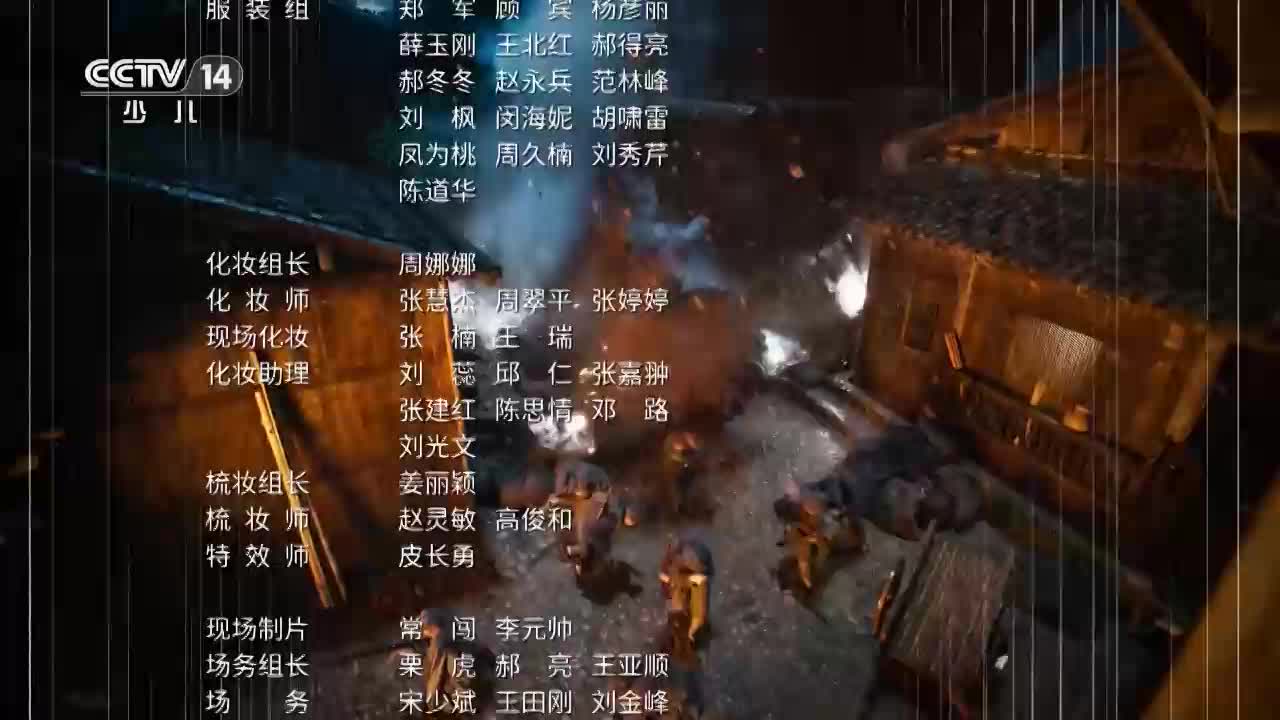 服装组 郑军 顾宾 杨彦丽
CCTV 14
少儿
薛玉刚 王北红 郝得亮
郝冬冬 赵永兵 范林峰
刘枫 闵海妮 胡啸雷
凤为桃 周久楠 刘秀芹
陈道华
化妆组长 周娜娜
化妆师 张慧杰 周翠平 张婷婷
现场化妆 张楠 王瑞
化妆助理 刘蕊 邱仁 张嘉翀
张建红 陈思情 邓路
刘光文
梳妆组长 姜丽颖
梳妆师 赵灵敏 高俊和
特效师 皮长勇
现场制片 常闯 李元帅
场务组长 栗虎 郝亮 王亚顺
场务 宋少斌 王田刚 刘金峰